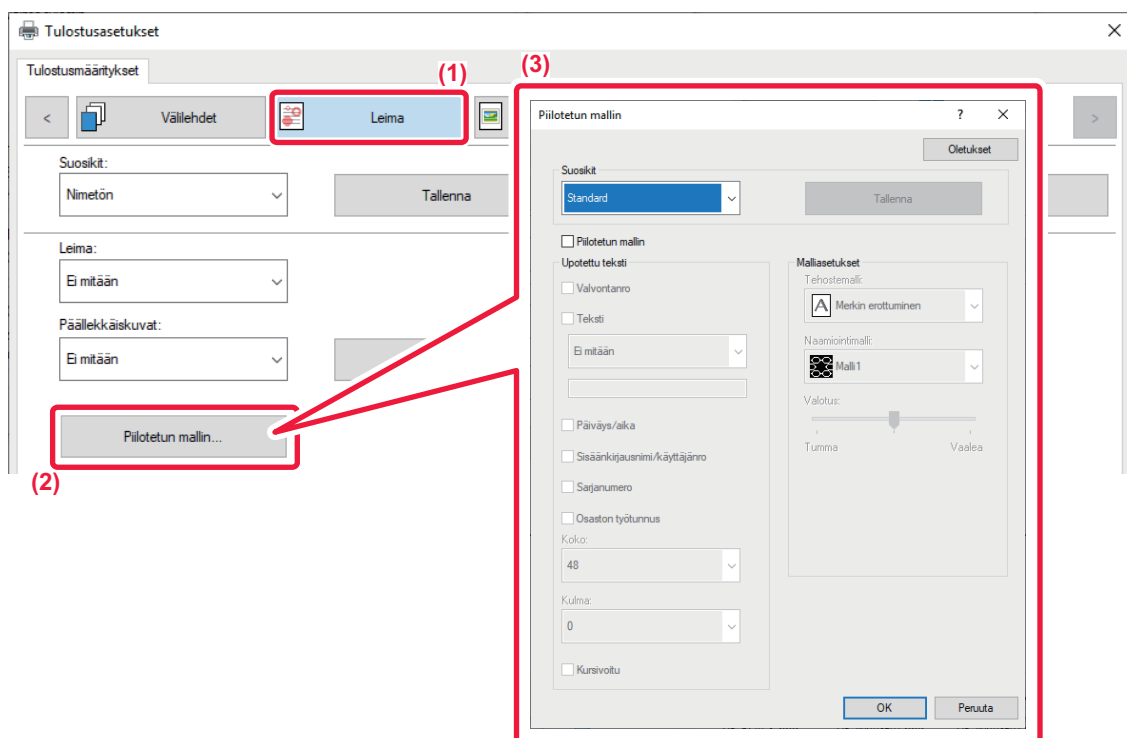 Tulostusasetukset
Tulostusmääritykset
(1)
(3)
<
Välilehdet
Leima
>
Suosikit:
Nimetön
Tallenna
Leima:
Ei mitään
Päällekkäiskuvat:
Ei mitään
Piilotetun mallin...
(2)
Piilotetun mallin
?
Oletukset
Suosikit
Standard
Tallenna
Piilotetun mallin
Upotettu teksti
Valvontanro
Teksti
Ei mitään
Päiväys/aika
Sisäänkirjausnimi/käyttäjänro
Sarjanumero
Osaston työtunnus
Koko:
48
Kulma:
0
Kursivoitu
Malliasetukset
Tehostemalli:
A Merkin erottuminen
Naamiointimalli:
Malli1
Valotus:
Tumma Vaalea
OK Peruuta